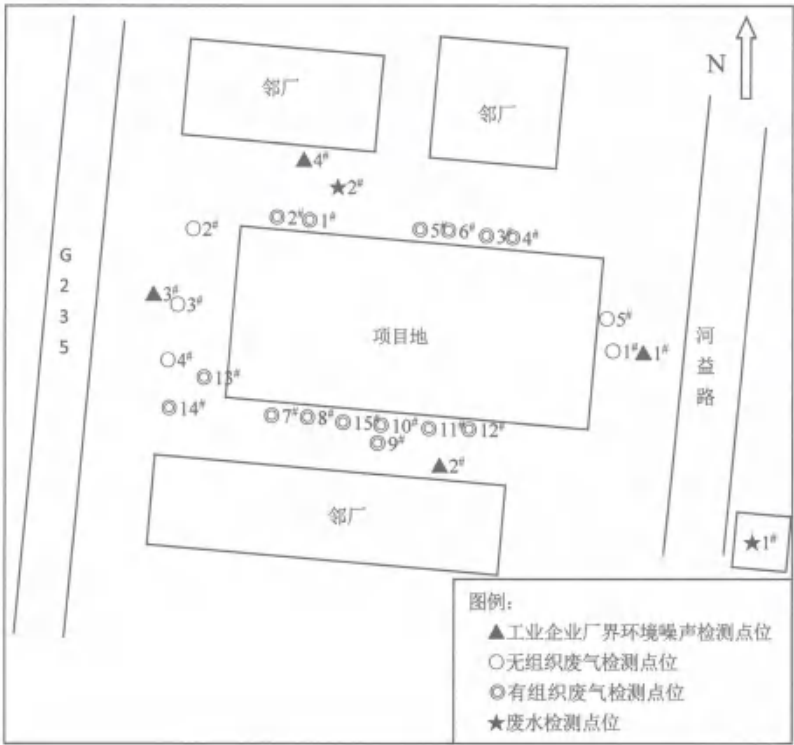 邻厂
邻厂
N
▲4#
★2#
○2#
◎2#
◎1#
◎5#
◎6#
◎3#
◎4#
G235
▲3#
○3#
项目地
○5#
○1#
▲1#
河益路
○4#
◎13#
◎14#
◎7#
◎8#
◎15#
◎10#
◎11#
◎12#
◎9#
▲2#
邻厂
★1#
图例：
▲工业企业厂界环境噪声检测点位
○无组织废气检测点位
◎有组织废气检测点位
★废水检测点位